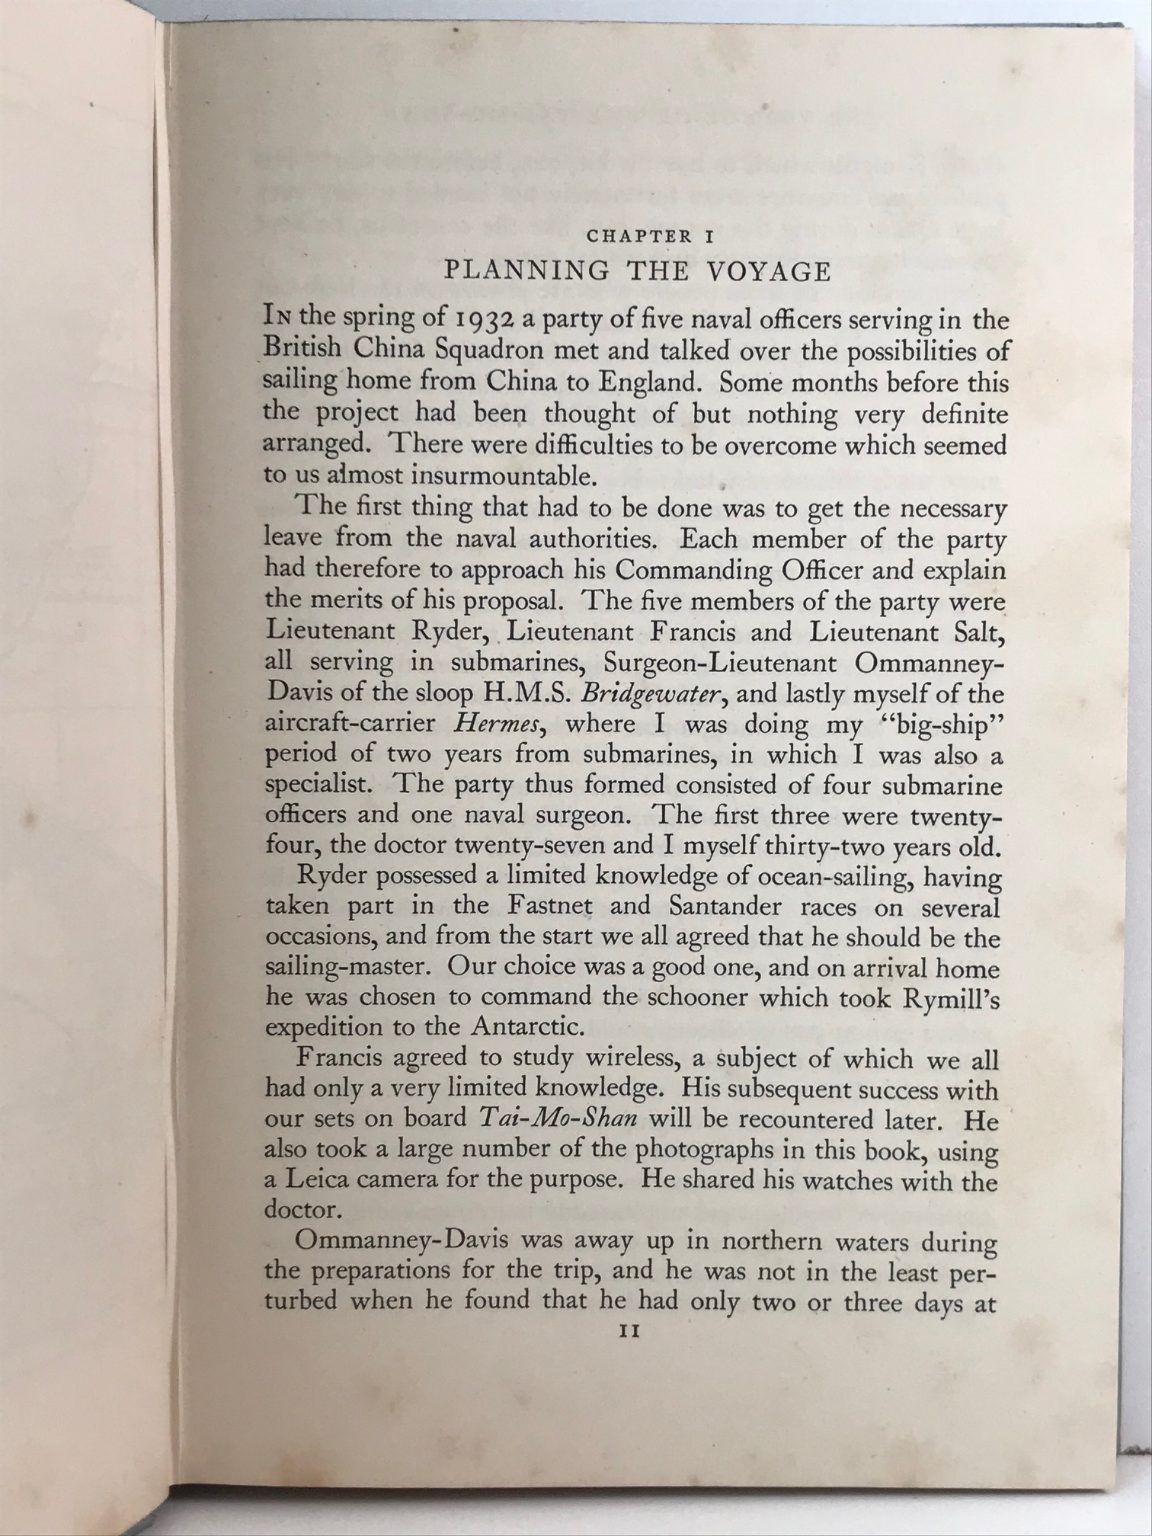 CHAPTER I
PLANNING THE VOYAGE
IN the spring of 1932 a party of five naval officers serving in the
British China Squadron met and talked over the possibilities of
sailing home from China to England. Some months before this
the project had been thought of but nothing very definite
arranged. There were difficulties to be overcome which seemed
to us almost insurmountable.
The first thing that had to be done was to get the necessary
leave from the naval authorities. Each member of the party
had therefore to approach his Commanding Officer and explain
the merits of his proposal. The five members of the party were
Lieutenant Ryder, Lieutenant Francis and Lieutenant Salt,
all serving in submarines, Surgeon-Lieutenant Ommanney-
Davis of the sloop H.M.S. Bridgewater, and lastly myself of the
aircraft-carrier Hermes, where I was doing my “big-ship”
period of two years from submarines, in which I was also a
specialist. The party thus formed consisted of four submarine
officers and one naval surgeon. The first three were twenty-
four, the doctor twenty-seven and I myself thirty-two years old.
Ryder possessed a limited knowledge of ocean-sailing, having
taken part in the Fastnet and Santander races on several
occasions, and from the start we all agreed that he should be the
sailing-master. Our choice was a good one, and on arrival home
he was chosen to command the schooner which took Rymill’s
expedition to the Antarctic.
Francis agreed to study wireless, a subject of which we all
had only a very limited knowledge. His subsequent success with
our sets on board Tai-Mo-Shan will be recountered later. He
also took a large number of the photographs in this book, using
a Leica camera for the purpose. He shared his watches with the
doctor.
Ommanney-Davis was away up in northern waters during
the preparations for the trip, and he was not in the least per-
turbed when he found that he had only two or three days at
11